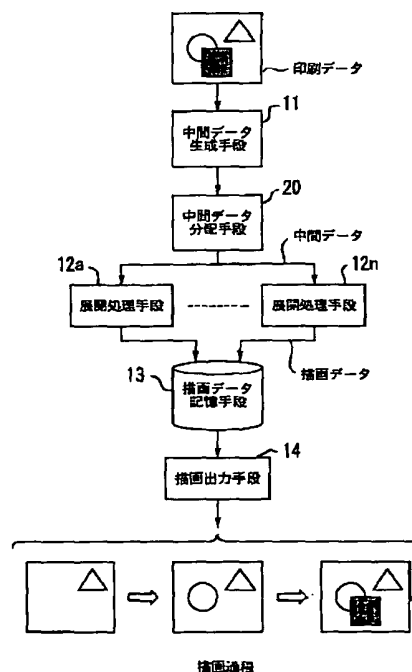 印刷データ
11
中間データ
生成手段
20
中間データ
分配手段
中間データ
12a
12n
展開処理手段
展開処理手段
描画データ
13
描画データ
記憶手段
14
描画出力手段
描画過程